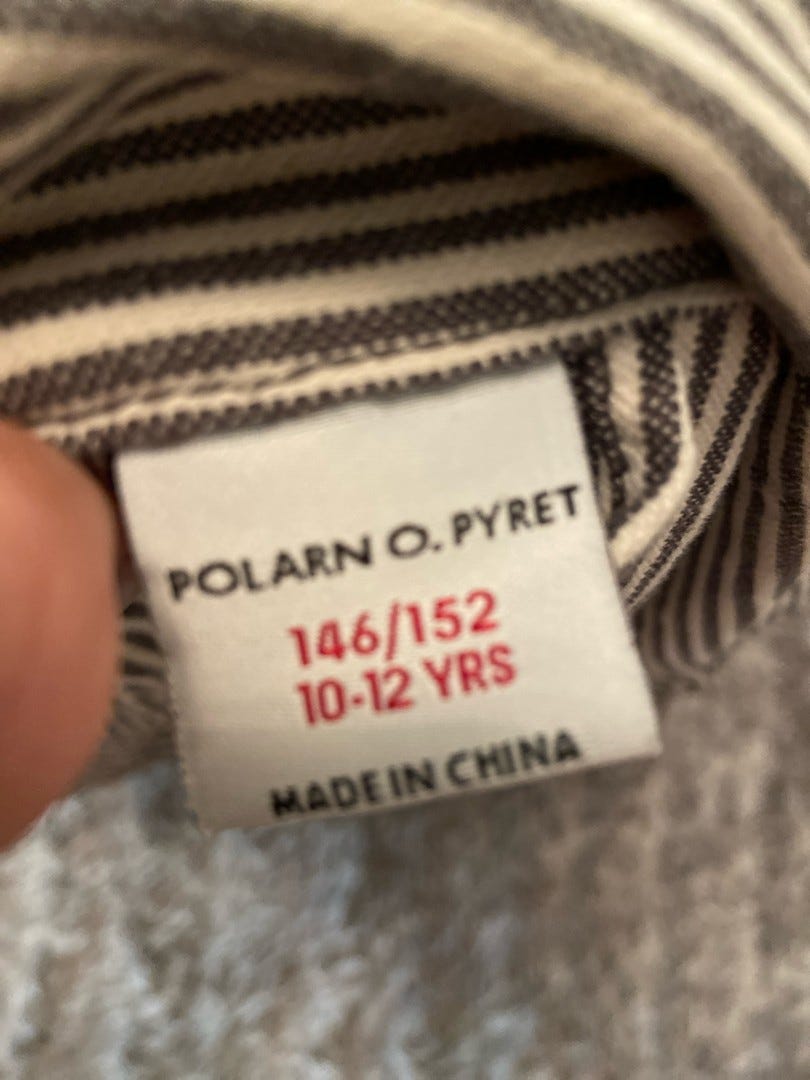 POLARN O. PYRET
146/152
10-12 YRS
MADE IN CHINA